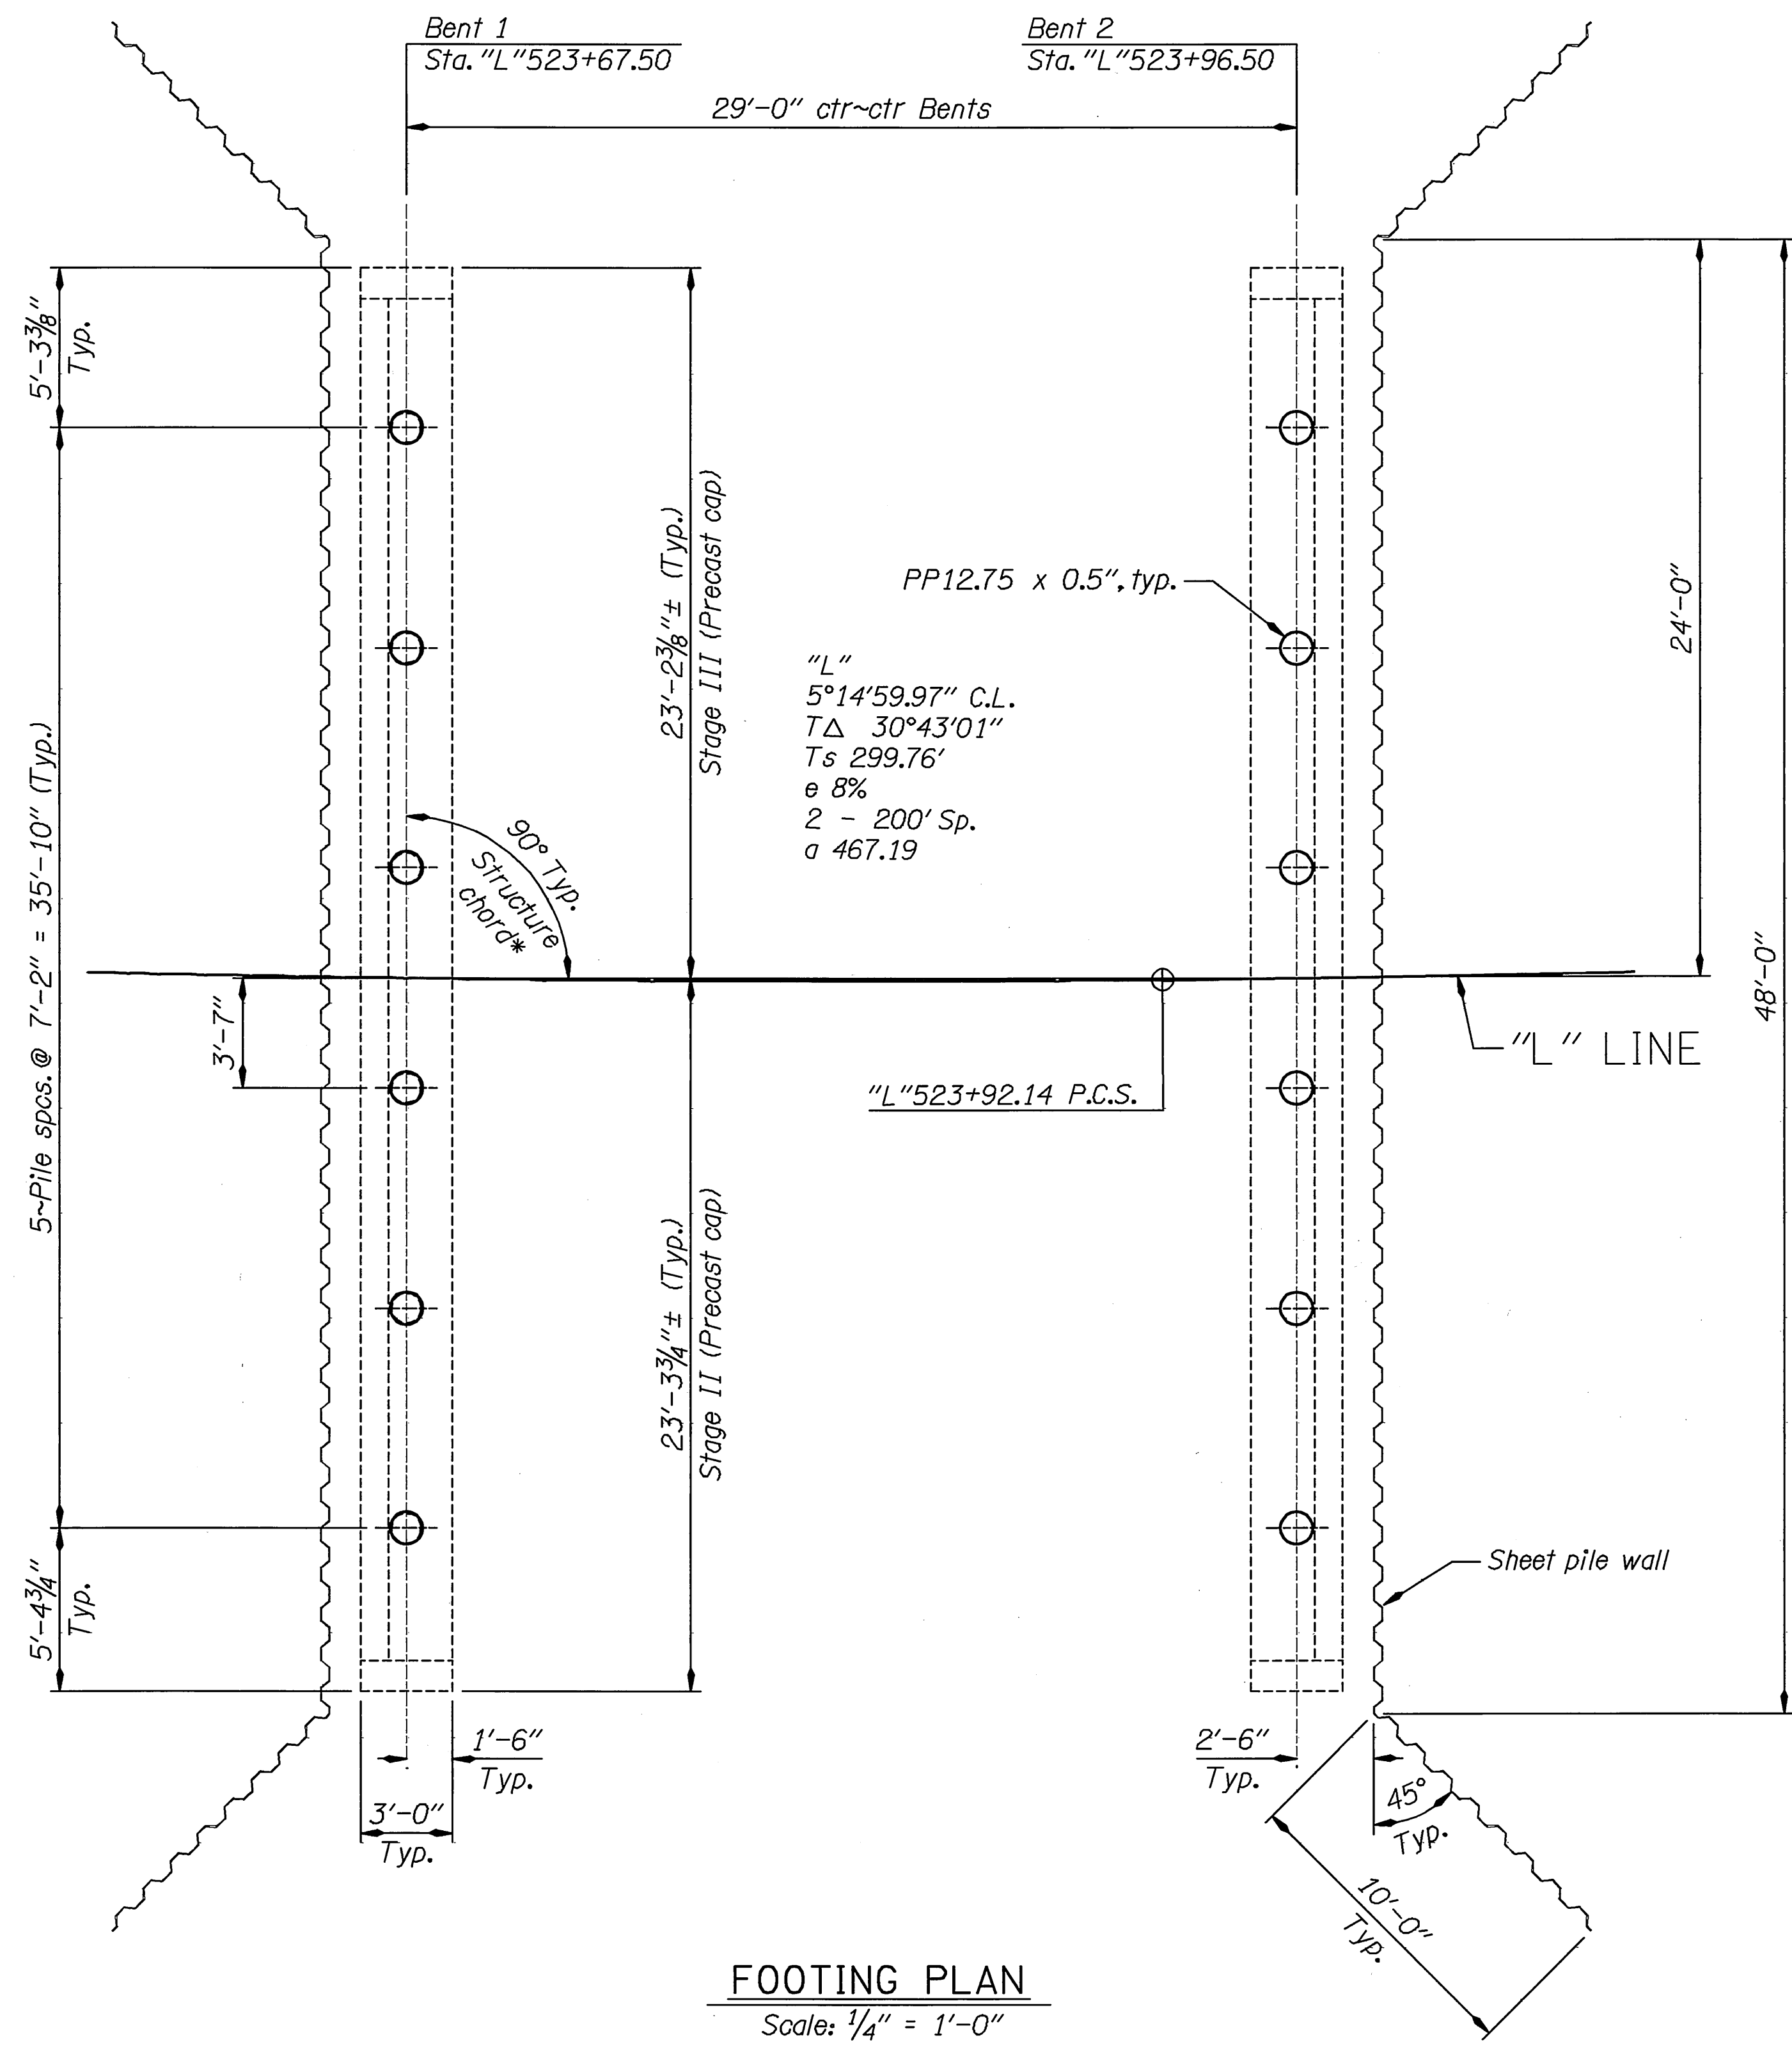 Bent 1
Sta. "L"523+67.50
Bent 2
Sta. "L"523+96.50
29'-0" ctr~ctr Bents
5'-3⅜"
Typ.
5~Pile spcs. @ 7'-2" = 35'-10" (Typ.)
5'-4¾"
Typ.
23'-2⅜"± (Typ.)
Stage III (Precast cap)
PP12.75 x 0.5", typ.
"L"
5°14'59.97" C.L.
T△ 30°43'01"
Ts 299.76'
e 8%
2 - 200' Sp.
a 467.19
90° Typ.
Structure
chord*
24'-0"
48'-0"
3'-7"
"L" LINE
"L"523+92.14 P.C.S.
23'-3¾"± (Typ.)
Stage II (Precast cap)
Sheet pile wall
1'-6"
Typ.
3'-0"
Typ.
2'-6"
Typ.
45°
Typ.
10'-0"
Typ.
FOOTING PLAN
Scale: ¼" = 1'-0"